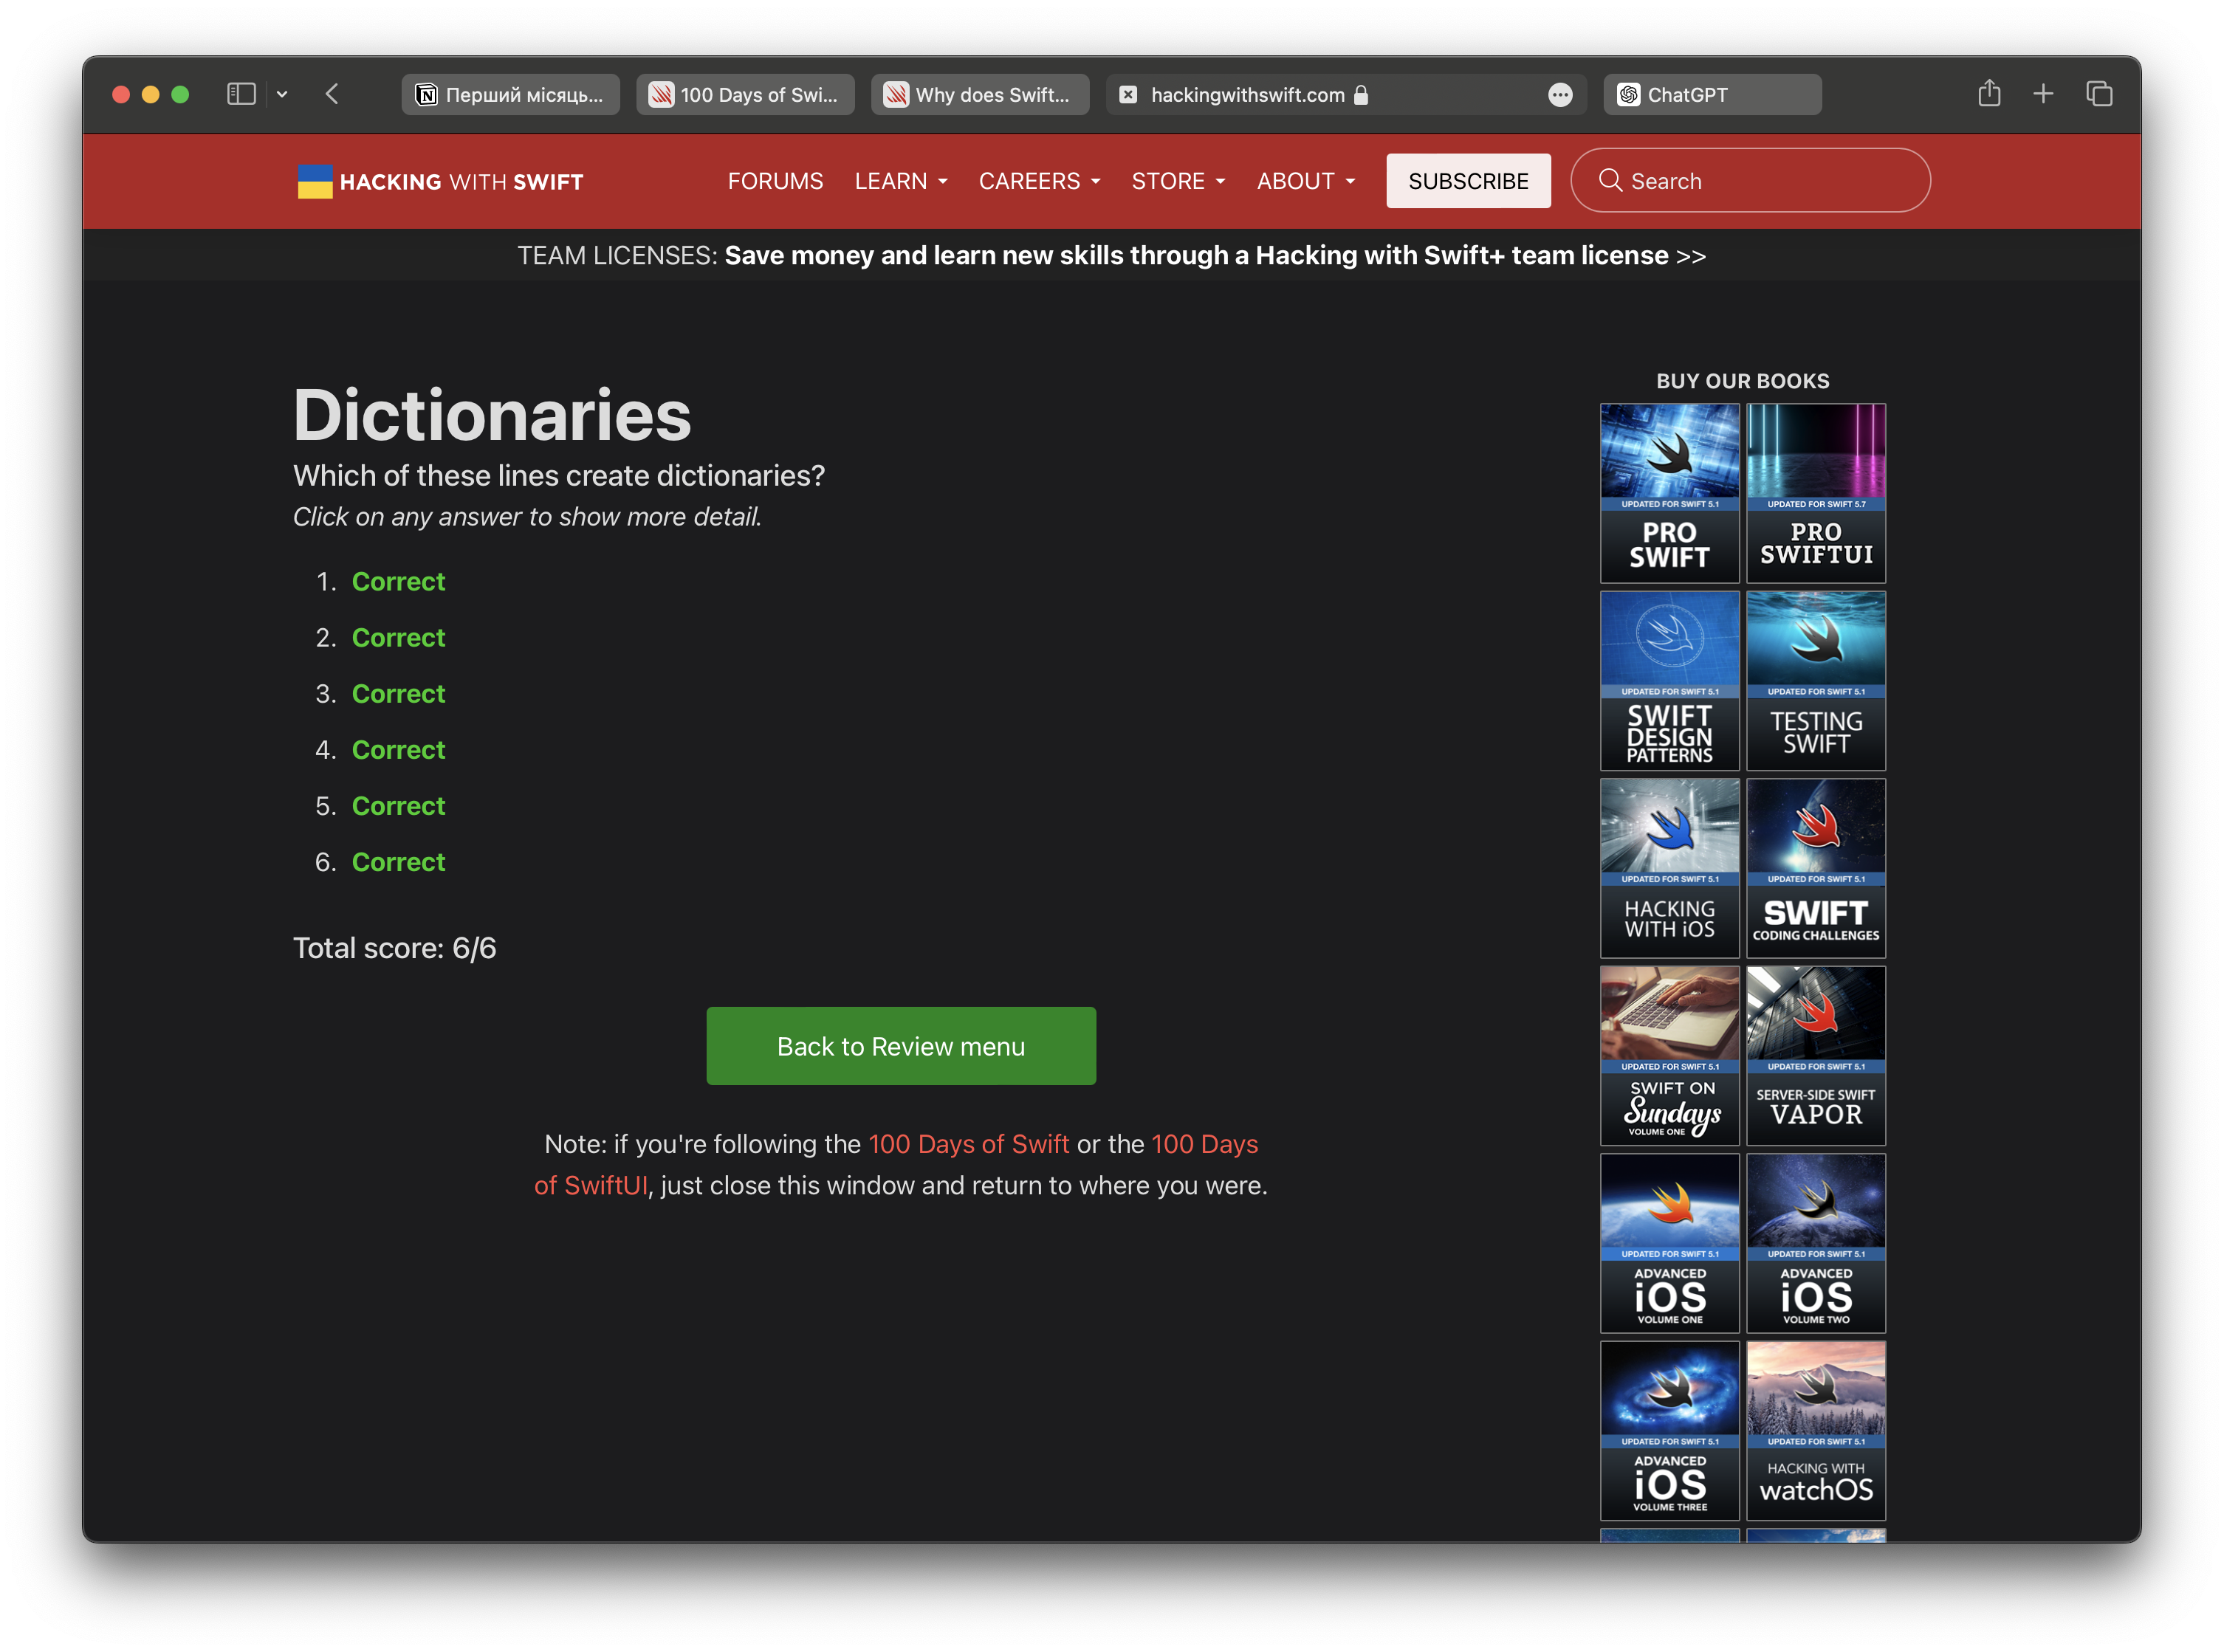 Перший місяць...
100 Days of Swi...
Why does Swift...
hackingwithswift.com
ChatGPT
HACKING WITH SWIFT
FORUMS
LEARN
CAREERS
STORE
ABOUT
SUBSCRIBE
Search
TEAM LICENSES: Save money and learn new skills through a Hacking with Swift+ team license >>
Dictionaries
Which of these lines create dictionaries?
Click on any answer to show more detail.
1. Correct
2. Correct
3. Correct
4. Correct
5. Correct
6. Correct
Total score: 6/6
Back to Review menu
Note: if you're following the 100 Days of Swift or the 100 Days
of SwiftUI, just close this window and return to where you were.
BUY OUR BOOKS
UPDATED FOR SWIFT 5.1
PRO
SWIFT
UPDATED FOR SWIFT 5.7
PRO
SWIFTUI
UPDATED FOR SWIFT 5.1
SWIFT
DESIGN
PATTERNS
UPDATED FOR SWIFT 5.1
TESTING
SWIFT
UPDATED FOR SWIFT 5.1
HACKING
WITH iOS
UPDATED FOR SWIFT 5.1
SWIFT
CODING CHALLENGES
UPDATED FOR SWIFT 5.1
SWIFT ON
Sundays
VOLUME ONE
UPDATED FOR SWIFT 5.1
SERVER-SIDE SWIFT
VAPOR
UPDATED FOR SWIFT 5.1
ADVANCED
iOS
VOLUME ONE
UPDATED FOR SWIFT 5.1
ADVANCED
iOS
VOLUME TWO
UPDATED FOR SWIFT 5.1
ADVANCED
iOS
VOLUME THREE
UPDATED FOR SWIFT 5.1
HACKING WITH
watchOS